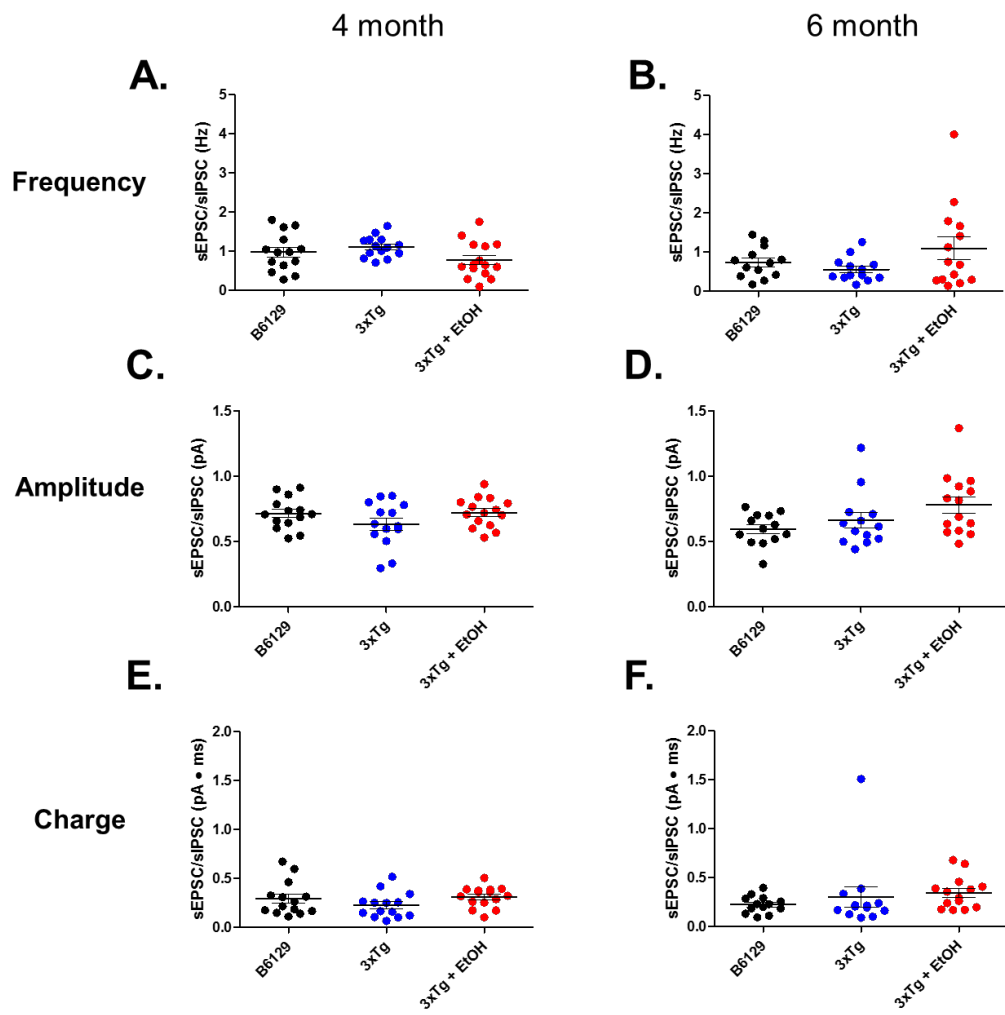 4 month
6 month
A.
B.
Frequency
sEPSC/sIPSC (Hz)
5
4
3
2
1
0
B6129
3xTg
3xTg + EtOH
sEPSC/sIPSC (Hz)
5
4
3
2
1
0
B6129
3xTg
3xTg + EtOH
C.
D.
Amplitude
sEPSC/sIPSC (pA)
1.5
1.0
0.5
0.0
B6129
3xTg
3xTg + EtOH
sEPSC/sIPSC (pA)
1.5
1.0
0.5
0.0
B6129
3xTg
3xTg + EtOH
E.
F.
Charge
sEPSC/sIPSC (pA • ms)
2.0
1.5
1.0
0.5
0.0
B6129
3xTg
3xTg + EtOH
sEPSC/sIPSC (pA • ms)
2.0
1.5
1.0
0.5
0.0
B6129
3xTg
3xTg + EtOH